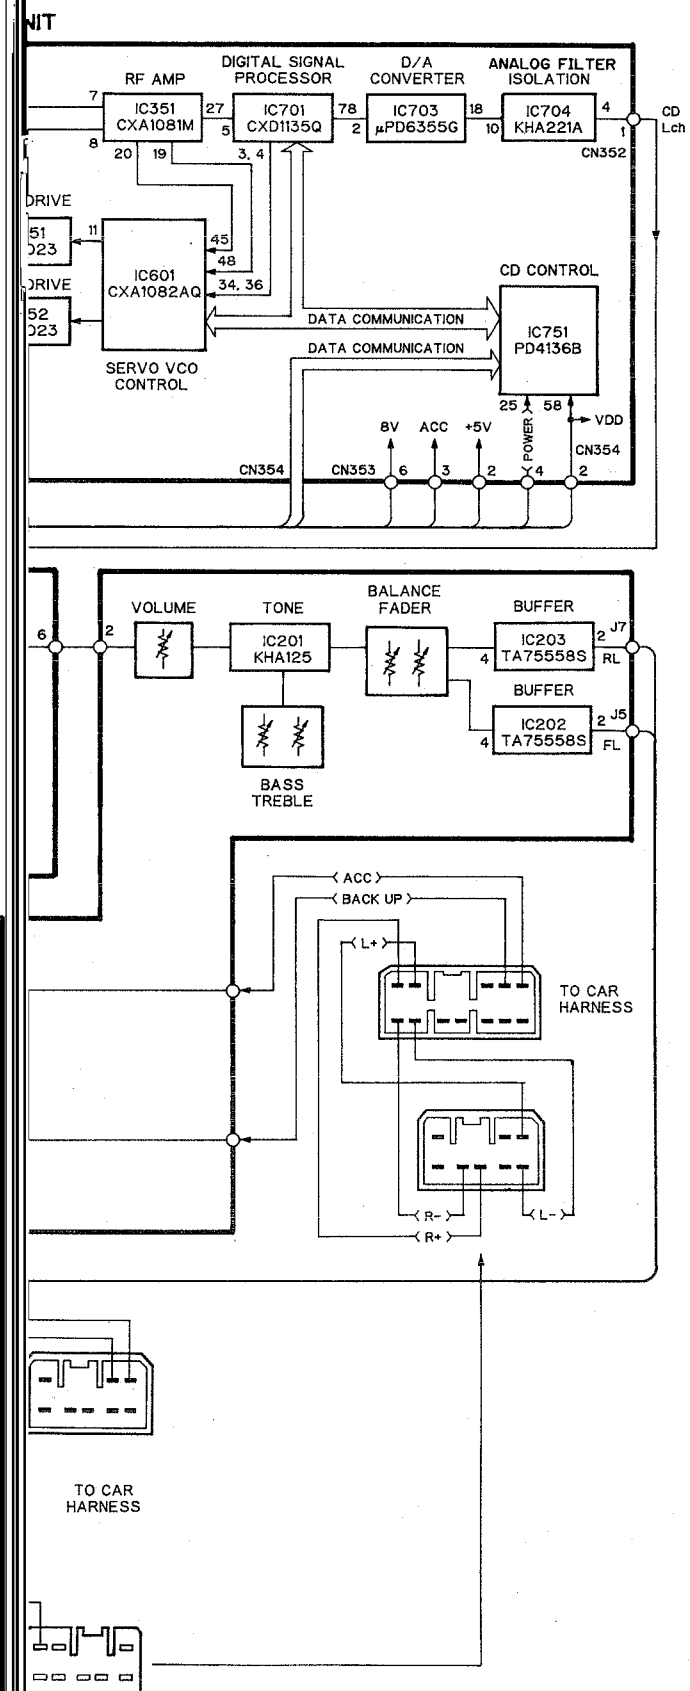 NIT
DIGITAL SIGNAL
PROCESSOR
D/A
CONVERTER
ANALOG FILTER
ISOLATION
RF AMP
7
8
IC351
CXA1081M
27
5
IC701
CXD1135Q
78
2
IC703
μPD6355G
18
10
IC704
KHA221A
4
1
CD
Lch
CN352
20
19
3, 4
DRIVE
51
023
11
IC601
CXA1082AQ
45
48
34, 36
DRIVE
52
023
SERVO VCO
CONTROL
CD CONTROL
IC751
PD4136B
DATA COMMUNICATION
DATA COMMUNICATION
25
58
VDD
POWER
8V
ACC
+5V
CN354
CN354
CN353
6
3
2
4
2
6
2
VOLUME
TONE
IC201
KHA125
BALANCE
FADER
BUFFER
IC203
TA75558S
4
2
J7
RL
BUFFER
IC202
TA75558S
4
2
J5
FL
BASS
TREBLE
ACC
BACK UP
L+
TO CAR
HARNESS
R-
L-
R+
TO CAR
HARNESS